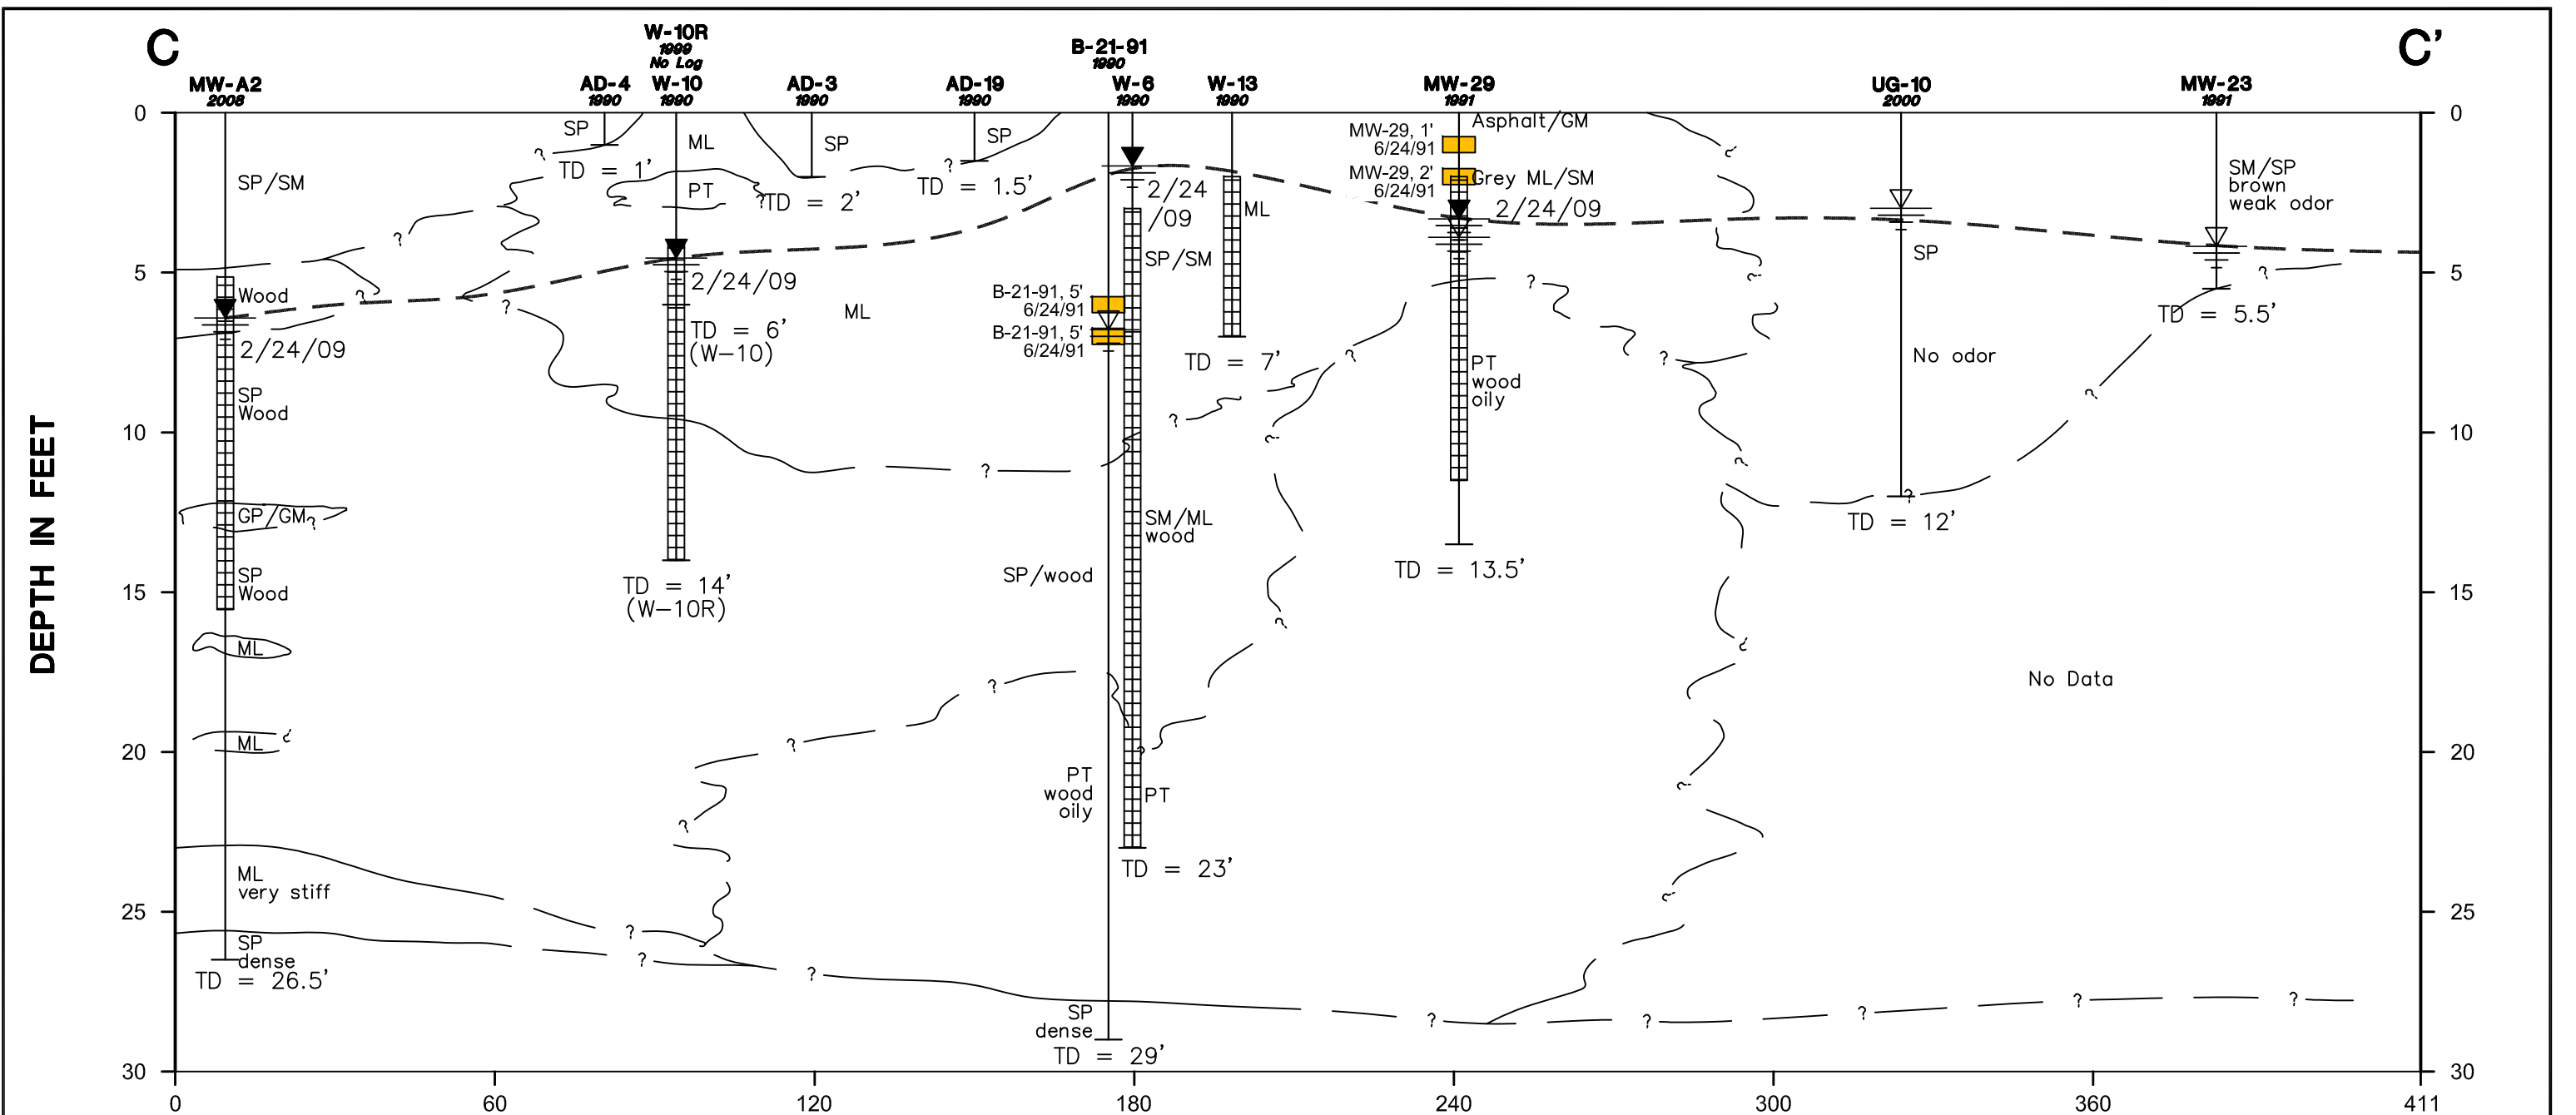 C
C'
W-10R
1999
No Log
B-21-91
1990
MW-A2
2008
AD-4
1990
W-10
1990
AD-3
1990
AD-19
1990
W-6
1990
W-13
1990
MW-29
1991
UG-10
2000
MW-23
1991
DEPTH IN FEET
0
5
10
15
20
25
30
0
5
10
15
20
25
30
SP/SM
Wood
2/24/09
SP
Wood
GP/GM
?
SP
Wood
ML
ML
?
ML
very stiff
SP
dense
TD = 26.5'
SP
?
TD = 1'
?
?
?
ML
PT
?
2/24/09
TD = 6'
(W-10)
TD = 14'
(W-10R)
SP
TD = 2'
SP
?
TD = 1.5'
ML
?
B-21-91, 5'
6/24/91
B-21-91, 5'
6/24/91
2/24
/09
SP/SM
ML
TD = 7'
?
?
?
SM/ML
wood
SP/wood
?
?
?
?
?
PT
wood
oily
PT
TD = 23'
?
?
?
SP
dense
TD = 29'
MW-29, 1'
6/24/91
MW-29, 2'
6/24/91
Asphalt/GM
Grey ML/SM
2/24/09
PT
wood
oily
TD = 13.5'
?
?
?
?
?
?
?
?
?
?
?
?
?
SP
No odor
?
TD = 12'
SM/SP
brown
weak odor
?
TD = 5.5'
?
No Data
0
60
120
180
240
300
360
411